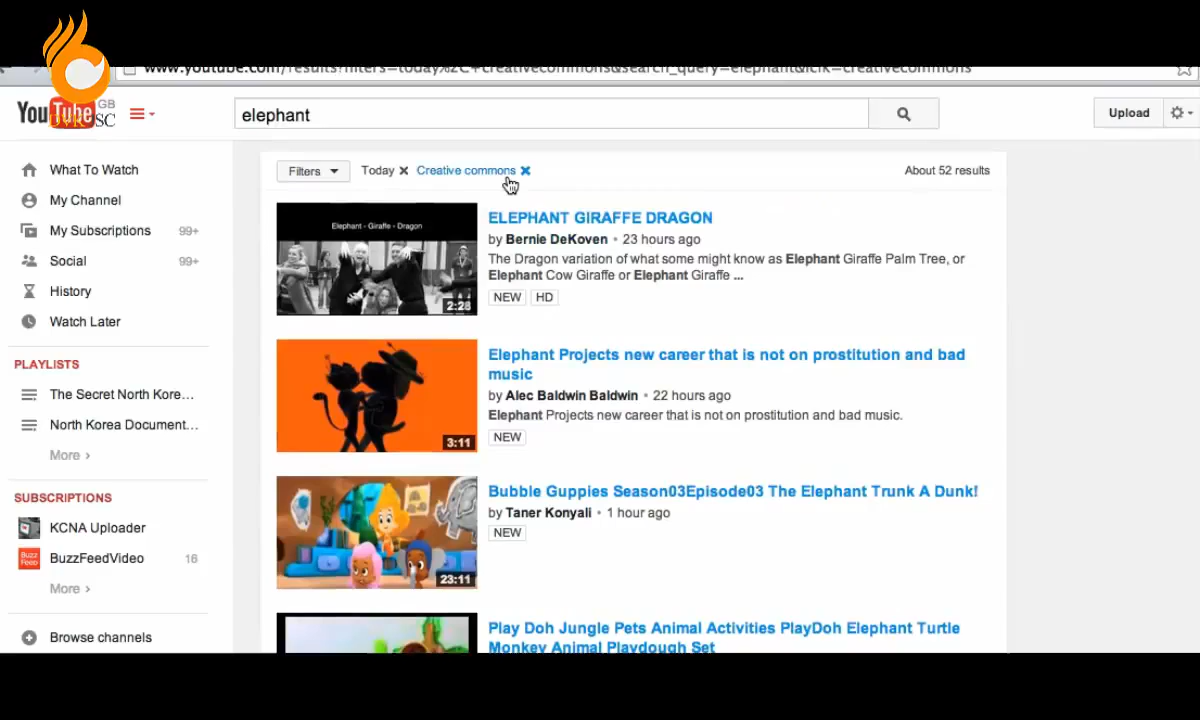 www.youtube.com/results?filters=today%2C+creativecommons&search_query=elephant&lclk=creativecommons
YouTube GB
elephant
Upload
What To Watch
My Channel
My Subscriptions 99+
Social 99+
History
Watch Later
PLAYLISTS
The Secret North Kore...
North Korea Document...
More ›
SUBSCRIPTIONS
KCNA Uploader
BuzzFeedVideo 16
More ›
Browse channels
Filters Today × Creative commons × About 52 results
Elephant - Giraffe - Dragon
2:28
ELEPHANT GIRAFFE DRAGON
by Bernie DeKoven • 23 hours ago
The Dragon variation of what some might know as Elephant Giraffe Palm Tree, or
Elephant Cow Giraffe or Elephant Giraffe ...
NEW HD
3:11
Elephant Projects new career that is not on prostitution and bad
music
by Alec Baldwin Baldwin • 22 hours ago
Elephant Projects new career that is not on prostitution and bad music.
NEW
23:11
Bubble Guppies Season03Episode03 The Elephant Trunk A Dunk!
by Taner Konyali • 1 hour ago
NEW
Play Doh Jungle Pets Animal Activities PlayDoh Elephant Turtle
Monkey Animal Playdough Set